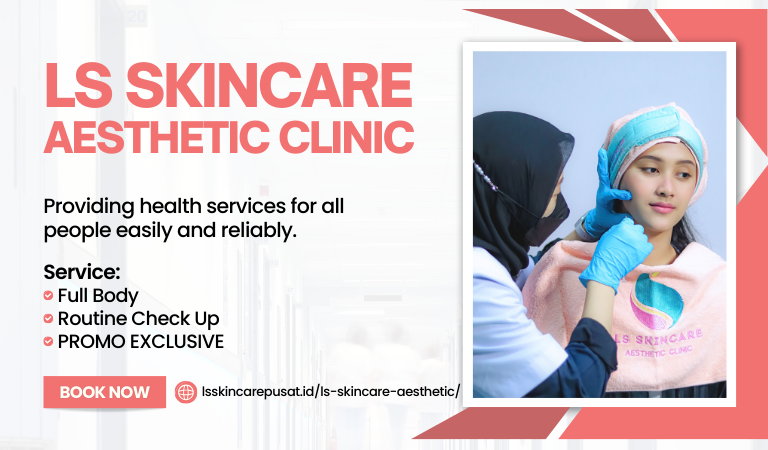 LS SKINCARE
AESTHETIC CLINIC
Providing health services for all
people easily and reliably.
Service:
Full Body
Routine Check Up
PROMO EXCLUSIVE
BOOK NOW
lsskincarepusat.id/ls-skincare-aesthetic/
LS SKINCARE
AESTHETIC CLINIC
20